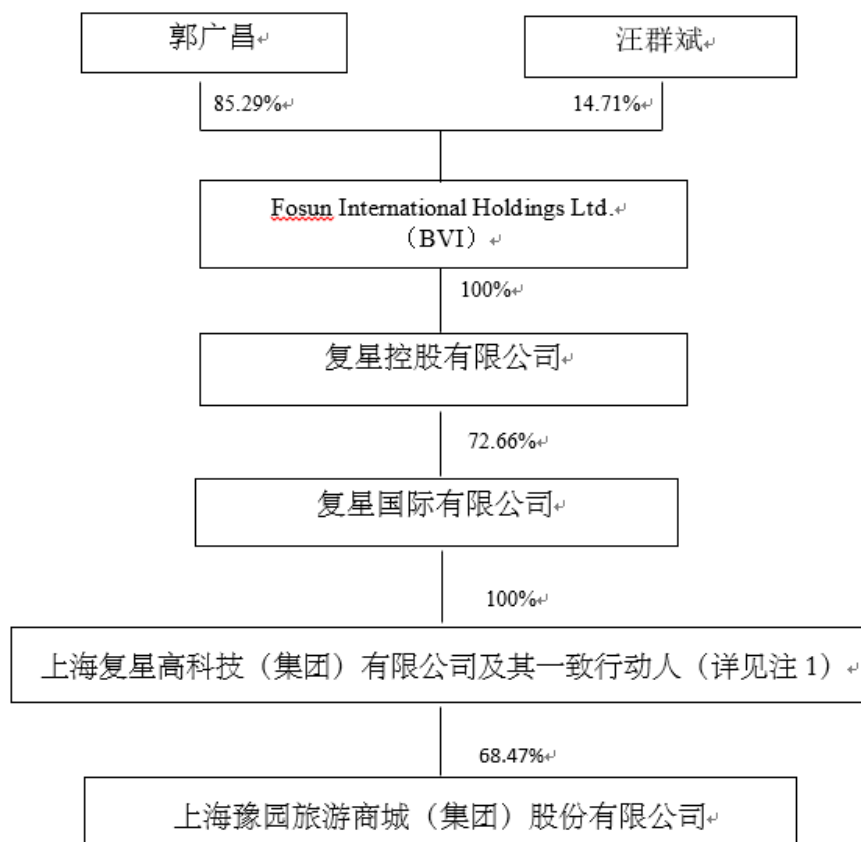 郭广昌
汪群斌
85.29%
14.71%
Fosun International Holdings Ltd.
（BVI）
100%
复星控股有限公司
72.66%
复星国际有限公司
100%
上海复星高科技（集团）有限公司及其一致行动人（详见注 1）
68.47%
上海豫园旅游商城（集团）股份有限公司